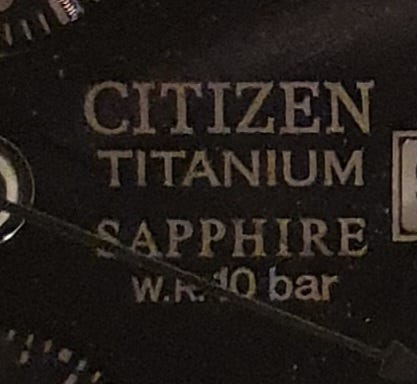 CITIZEN
TITANIUM
SAPPHIRE
W.R.10 bar